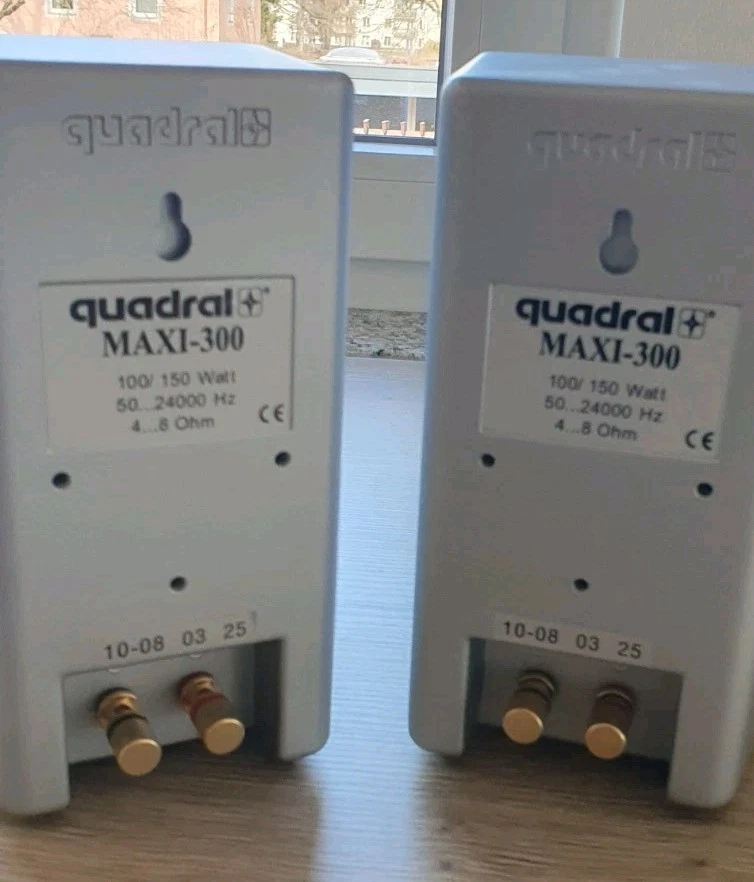 quadral
quadral®
MAXI-300
100/ 150 Watt
50...24000 Hz
4...8 Ohm
CE
10-08 03 25
quadral
quadral®
MAXI-300
100/ 150 Watt
50...24000 Hz
4...8 Ohm
CE
10-08 03 25